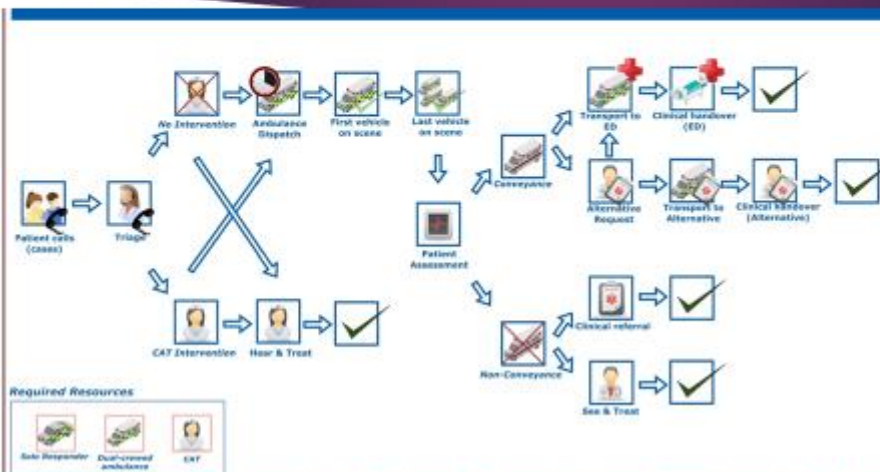 No Intervention
Ambulance
Dispatch
First vehicle
on scene
Last vehicle
on scene
Transport to
ED
Clinical handover
(ED)
Conveyance
Alternative
Request
Transport to
Alternative
Clinical handover
(Alternative)
Patient calls
(cases)
Triage
Patient
Assessment
CAT Intervention
Hear & Treat
Clinical referral
Non-Conveyance
See & Treat
Required Resources
Solo Responder
Dual-crewed
ambulance
CAT